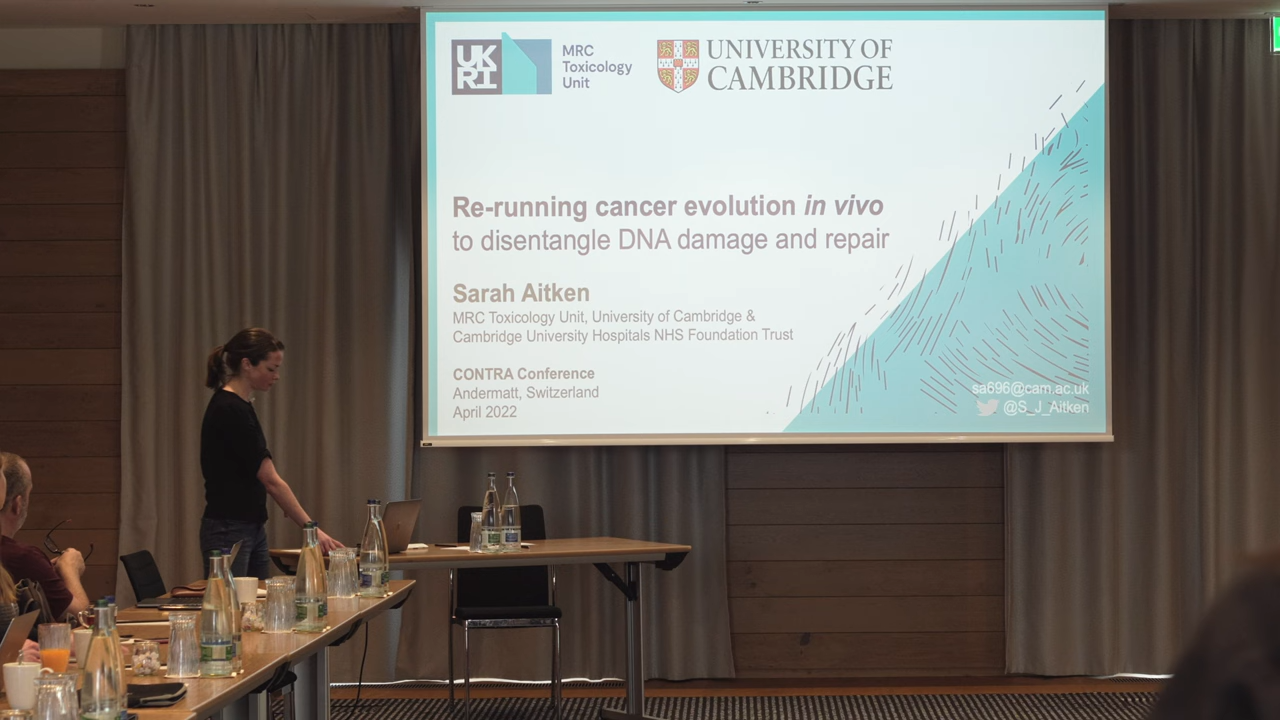 UK
RI
MRC
Toxicology
Unit
UNIVERSITY OF
CAMBRIDGE
Re-running cancer evolution in vivo
to disentangle DNA damage and repair
Sarah Aitken
MRC Toxicology Unit, University of Cambridge &
Cambridge University Hospitals NHS Foundation Trust
CONTRA Conference
Andermatt, Switzerland
April 2022
sa696@cam.ac.uk
@S_J_Aitken